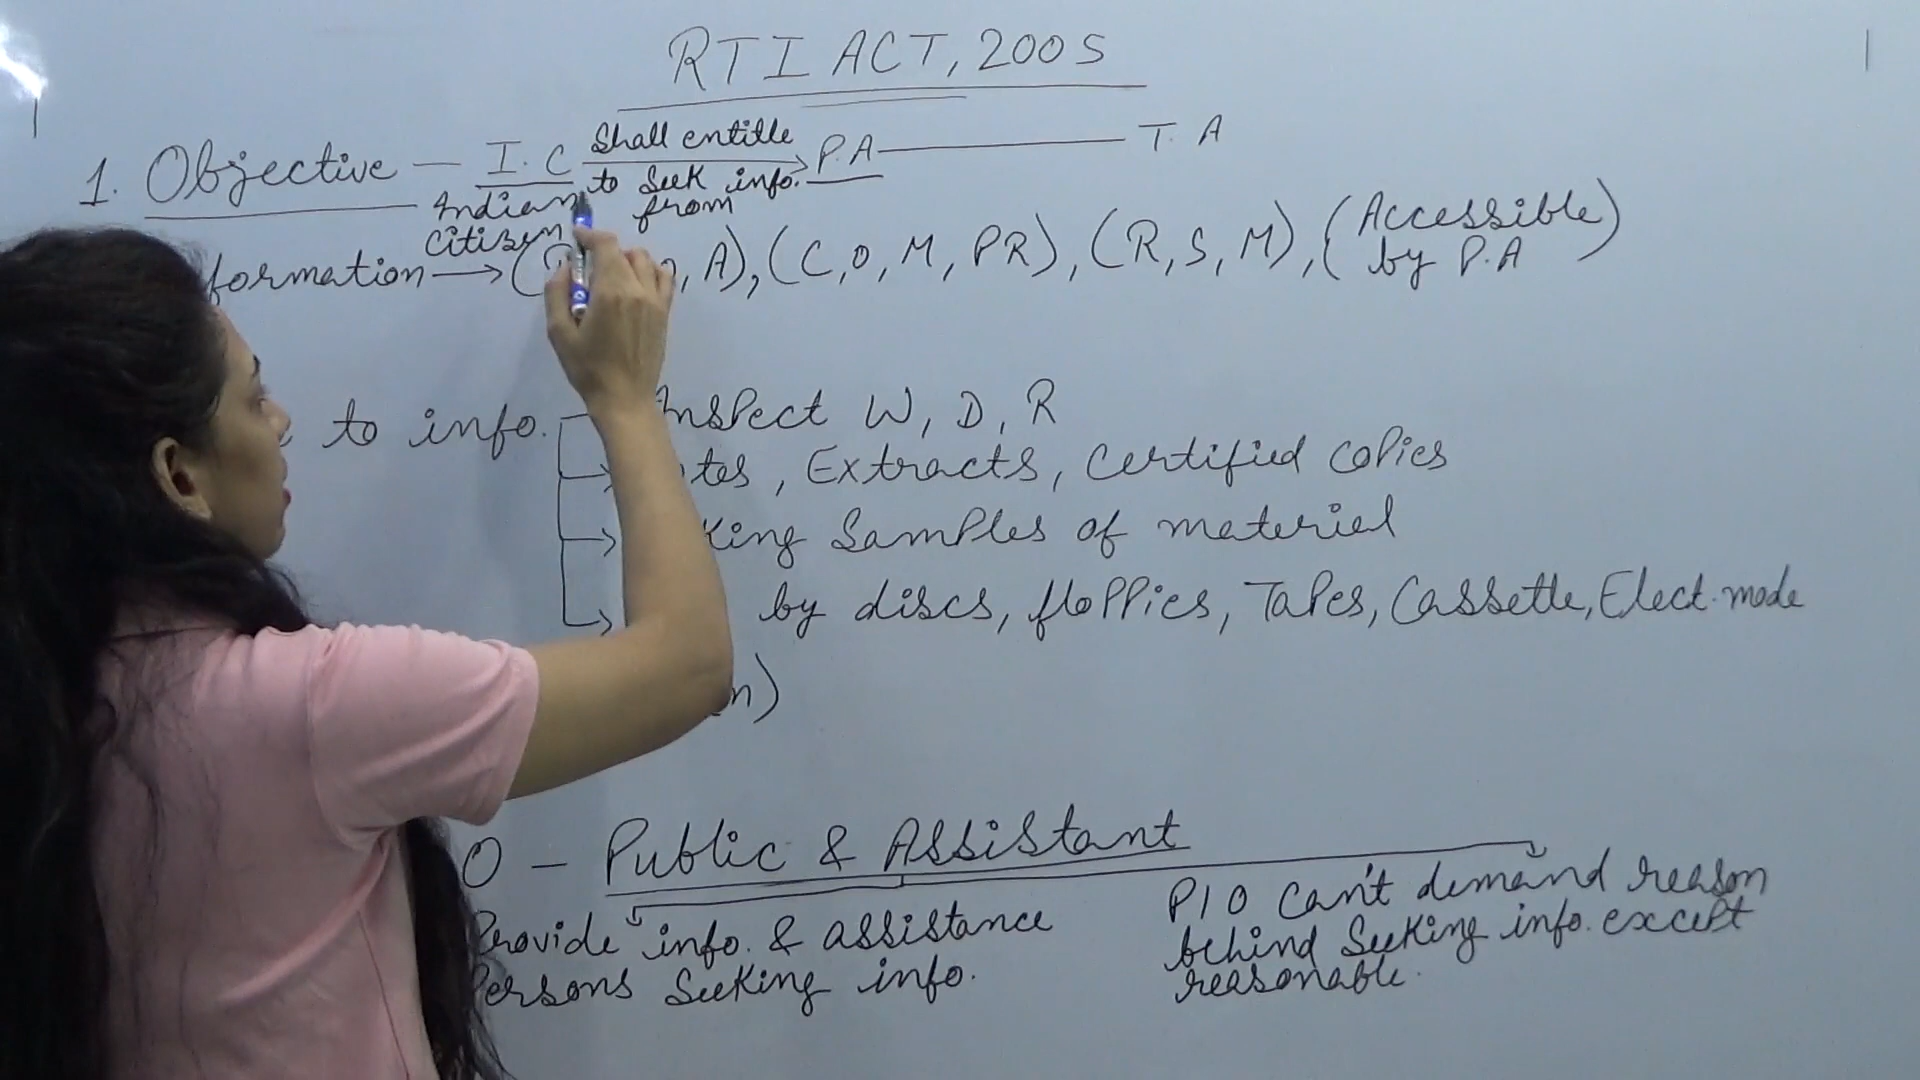 RTI ACT, 2005
1. Objective — I.C Shall entitle to Seek info. from P.A — T.A
Indian Citizen
formation → ( , A), (C, O, M, PR), (R, S, M), (Accessible by P.A)
to info.
Inspect W, D, R
tes, Extracts, Certified copies
king Samples of material
by discs, floppies, Tapes, Cassette, Elect. mode
n)
O – Public & Assistant
Provide info. & assistance
Persons Seeking info.
PIO Can't demand reason
behind Seeking info. except
reasonable.